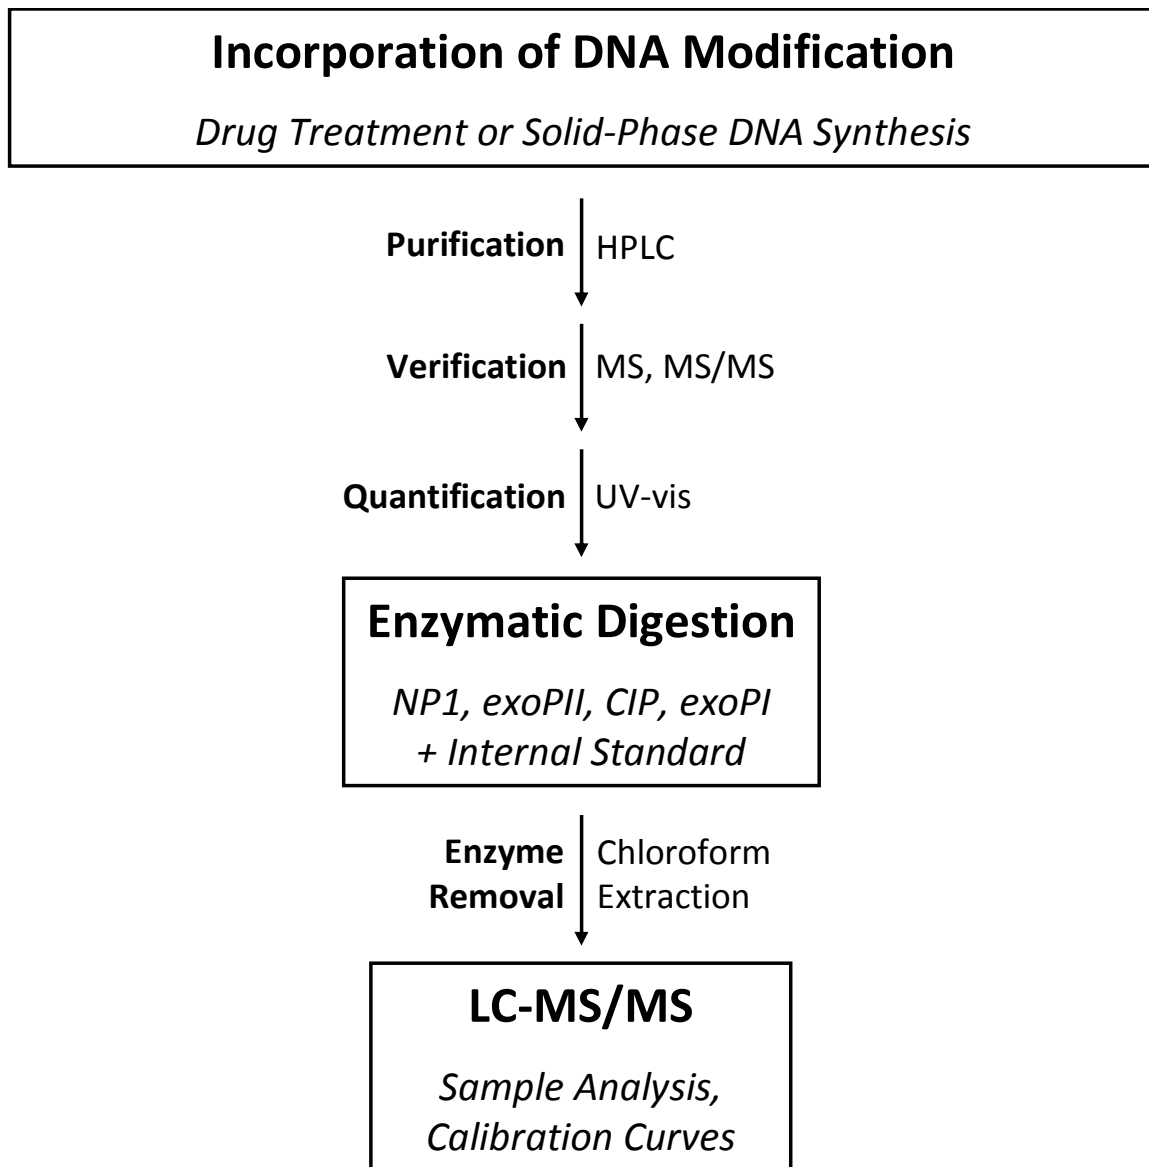 Incorporation of DNA Modification
Drug Treatment or Solid-Phase DNA Synthesis
Purification HPLC
Verification MS, MS/MS
Quantification UV-vis
Enzymatic Digestion
NP1, exoPII, CIP, exoPI
+ Internal Standard
Enzyme Chloroform
Removal Extraction
LC-MS/MS
Sample Analysis,
Calibration Curves